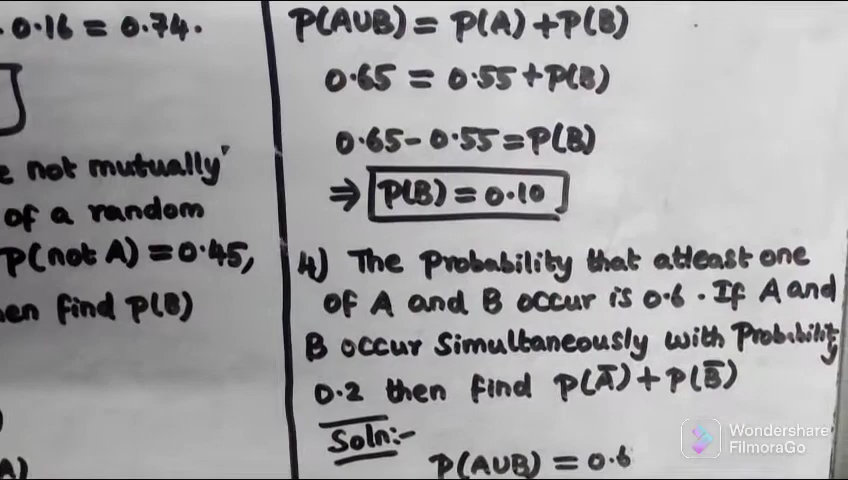 0.16 = 0.74.
not mutually
of a random
P(not A) = 0.45,
find P(B)
A)
P(AUB) = P(A) + P(B)
0.65 = 0.55 + P(B)
0.65 - 0.55 = P(B)
⇒ P(B) = 0.10
4) The Probability that atleast one
of A and B occur is 0.6. If A and
B occur simultaneously with Probability
0.2 then find P(Ā) + P(B̄)
Soln:-
P(AUB) = 0.6
Wondershare
FilmoraGo